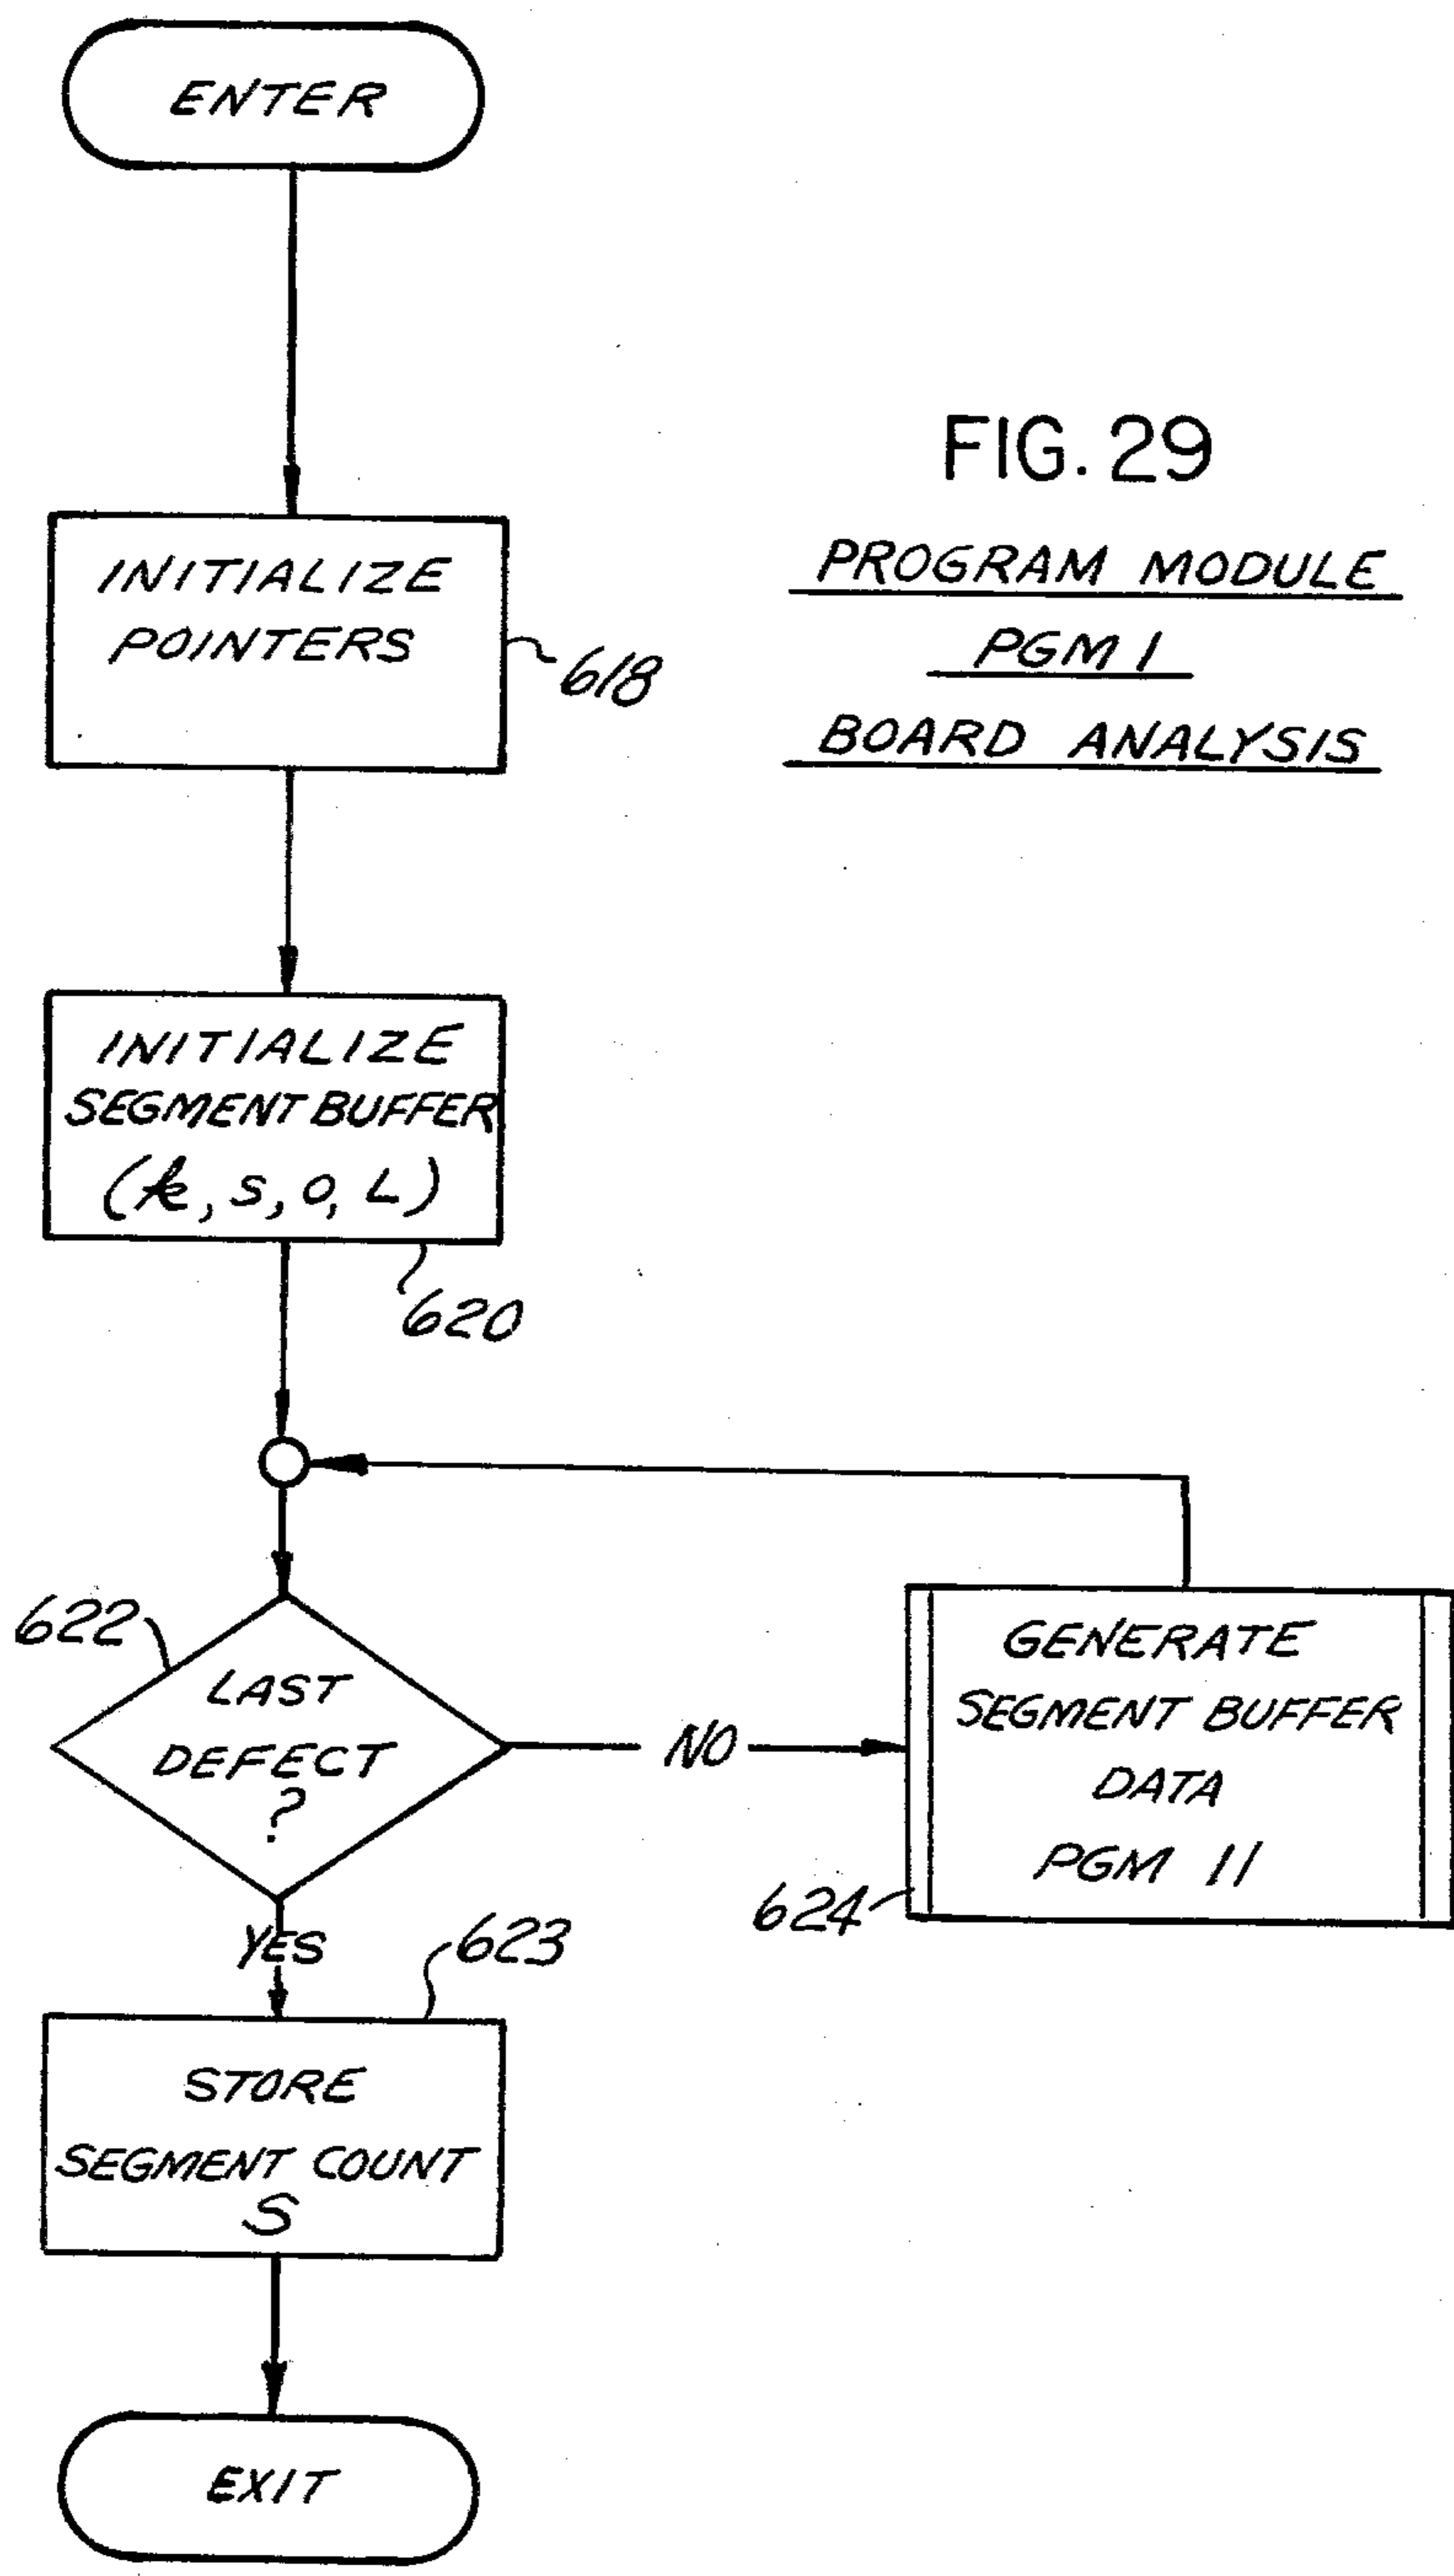 ENTER
FIG. 29
PROGRAM MODULE
PGM 1
BOARD ANALYSIS
INITIALIZE
POINTERS
618
INITIALIZE
SEGMENT BUFFER
(k, s, o, L)
620
622
LAST
DEFECT
?
NO
GENERATE
SEGMENT BUFFER
DATA
PGM 11
624
YES
623
STORE
SEGMENT COUNT
S
EXIT